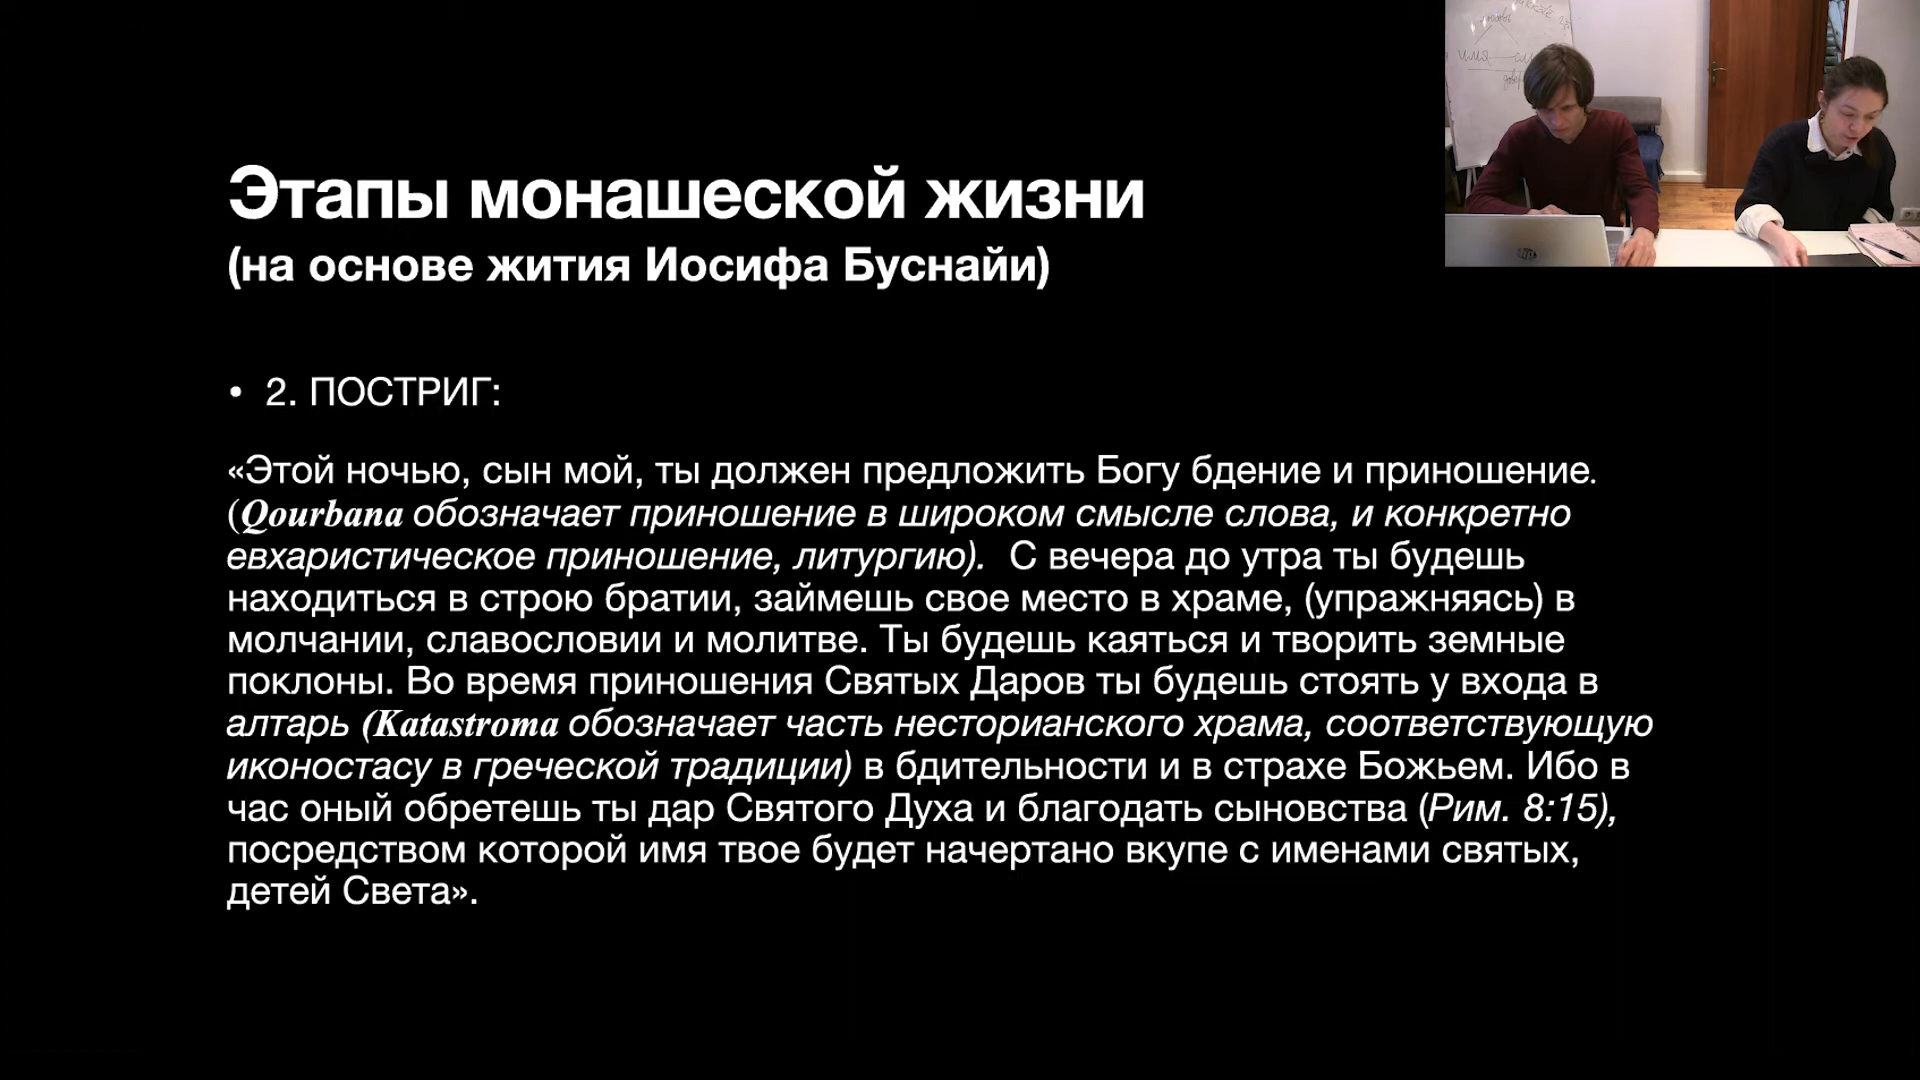 Этапы монашеской жизни
(на основе жития Иосифа Буснайи)
• 2. ПОСТРИГ:
«Этой ночью, сын мой, ты должен предложить Богу бдение и приношение.
(Qourbana обозначает приношение в широком смысле слова, и конкретно
евхаристическое приношение, литургию). С вечера до утра ты будешь
находиться в строю братии, займешь свое место в храме, (упражняясь) в
молчании, славословии и молитве. Ты будешь каяться и творить земные
поклоны. Во время приношения Святых Даров ты будешь стоять у входа в
алтарь (Katastroma обозначает часть несторианского храма, соответствующую
иконостасу в греческой традиции) в бдительности и в страхе Божьем. Ибо в
час оный обретешь ты дар Святого Духа и благодать сыновства (Рим. 8:15),
посредством которой имя твое будет начертано вкупе с именами святых,
детей Света».
имя
hp